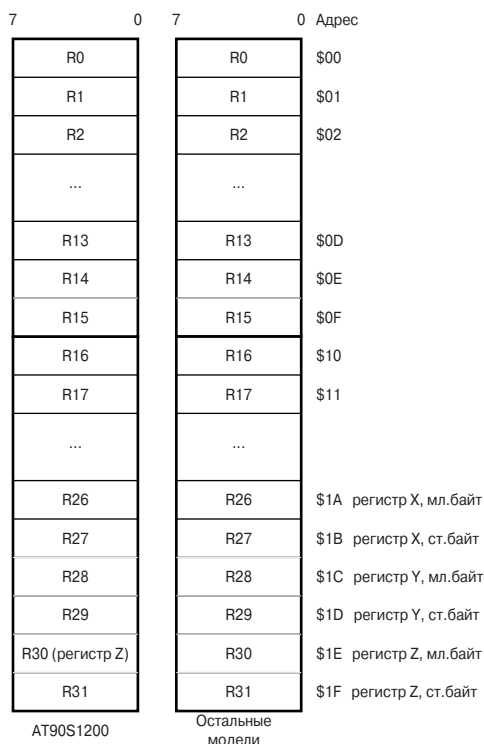 7 0 7 0 Адрес
R0 R0 $00
R1 R1 $01
R2 R2 $02
... ...
R13 R13 $0D
R14 R14 $0E
R15 R15 $0F
R16 R16 $10
R17 R17 $11
... ...
R26 R26 $1A регистр X, мл.байт
R27 R27 $1B регистр X, ст.байт
R28 R28 $1C регистр Y, мл.байт
R29 R29 $1D регистр Y, ст.байт
R30 (регистр Z) R30 $1E регистр Z, мл.байт
R31 R31 $1F регистр Z, ст.байт
AT90S1200 Остальные
модели